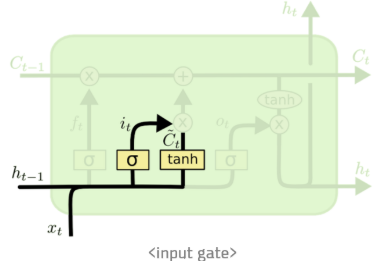 h_t
C_{t-1} × + C_t
tanh
f_t i_t × o_t ×
C̃_t
σ σ tanh σ
h_{t-1} h_t
x_t
<input gate>